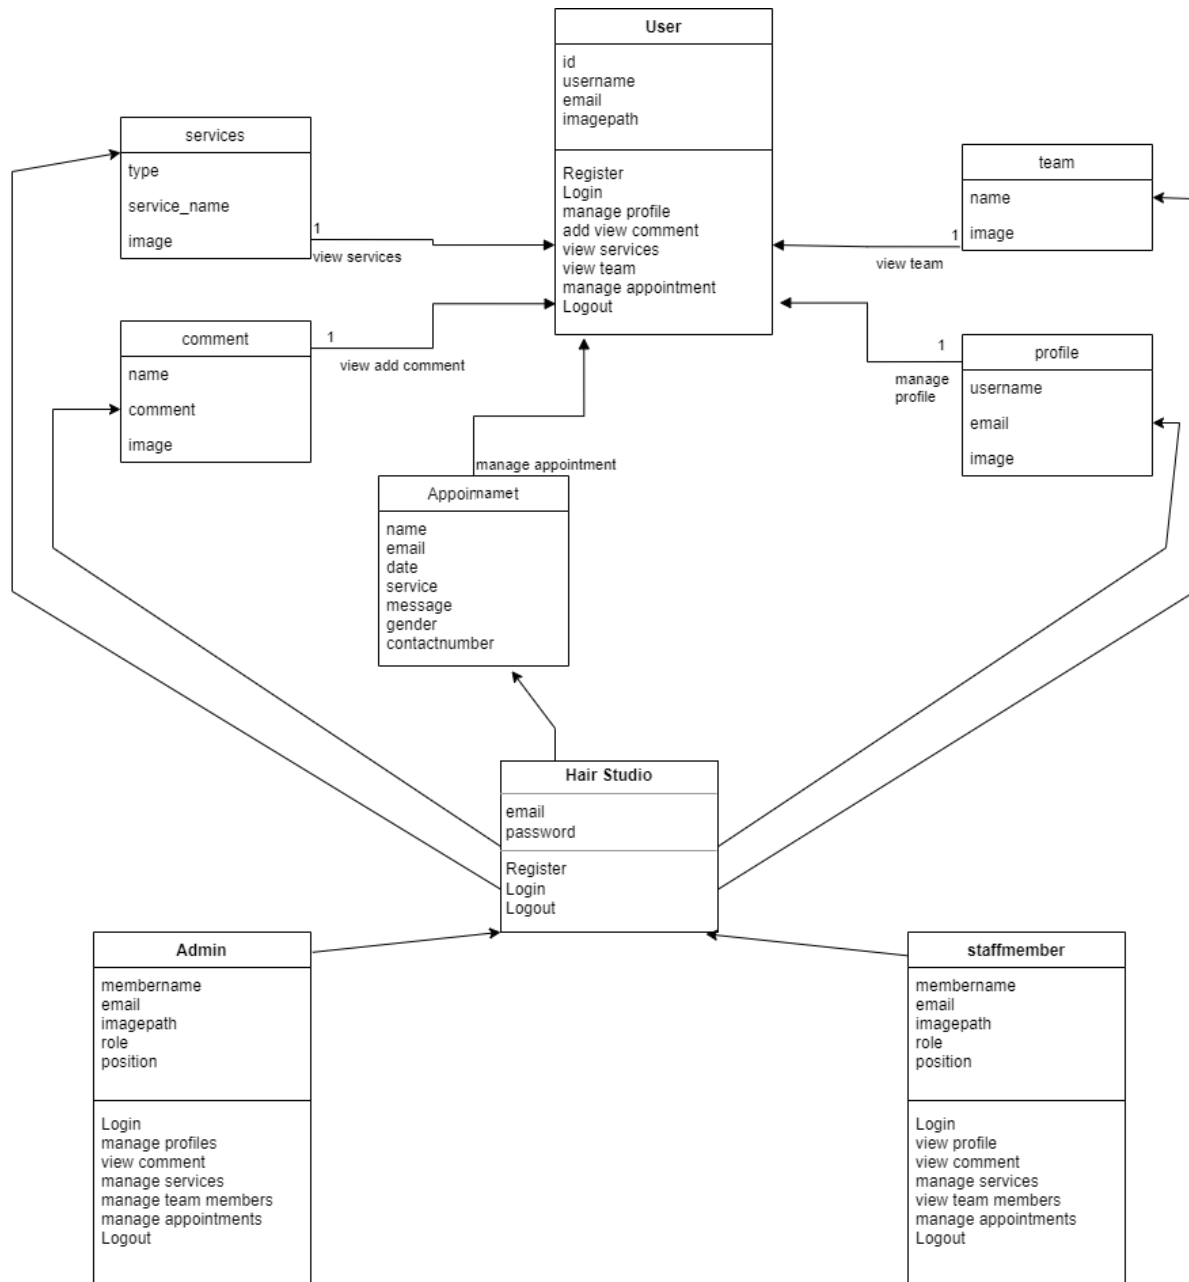 User
id
username
email
imagepath
Register
Login
manage profile
add view comment
view services
view team
manage appointment
Logout
services
type
service_name
image
1
view services
team
name
image
1
view team
comment
name
comment
image
1
view add comment
profile
username
email
image
1
manage
profile
manage appointment
Appoinnamet
name
email
date
service
message
gender
contactnumber
Hair Studio
email
password
Register
Login
Logout
Admin
membername
email
imagepath
role
position
Login
manage profiles
view comment
manage services
manage team members
manage appointments
Logout
staffmember
membername
email
imagepath
role
position
Login
view profile
view comment
manage services
view team members
manage appointments
Logout